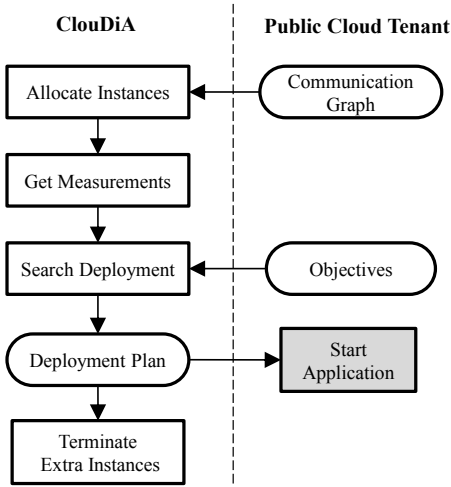 ClouDiA
Public Cloud Tenant
Allocate Instances
Communication
Graph
Get Measurements
Search Deployment
Objectives
Deployment Plan
Start
Application
Terminate
Extra Instances